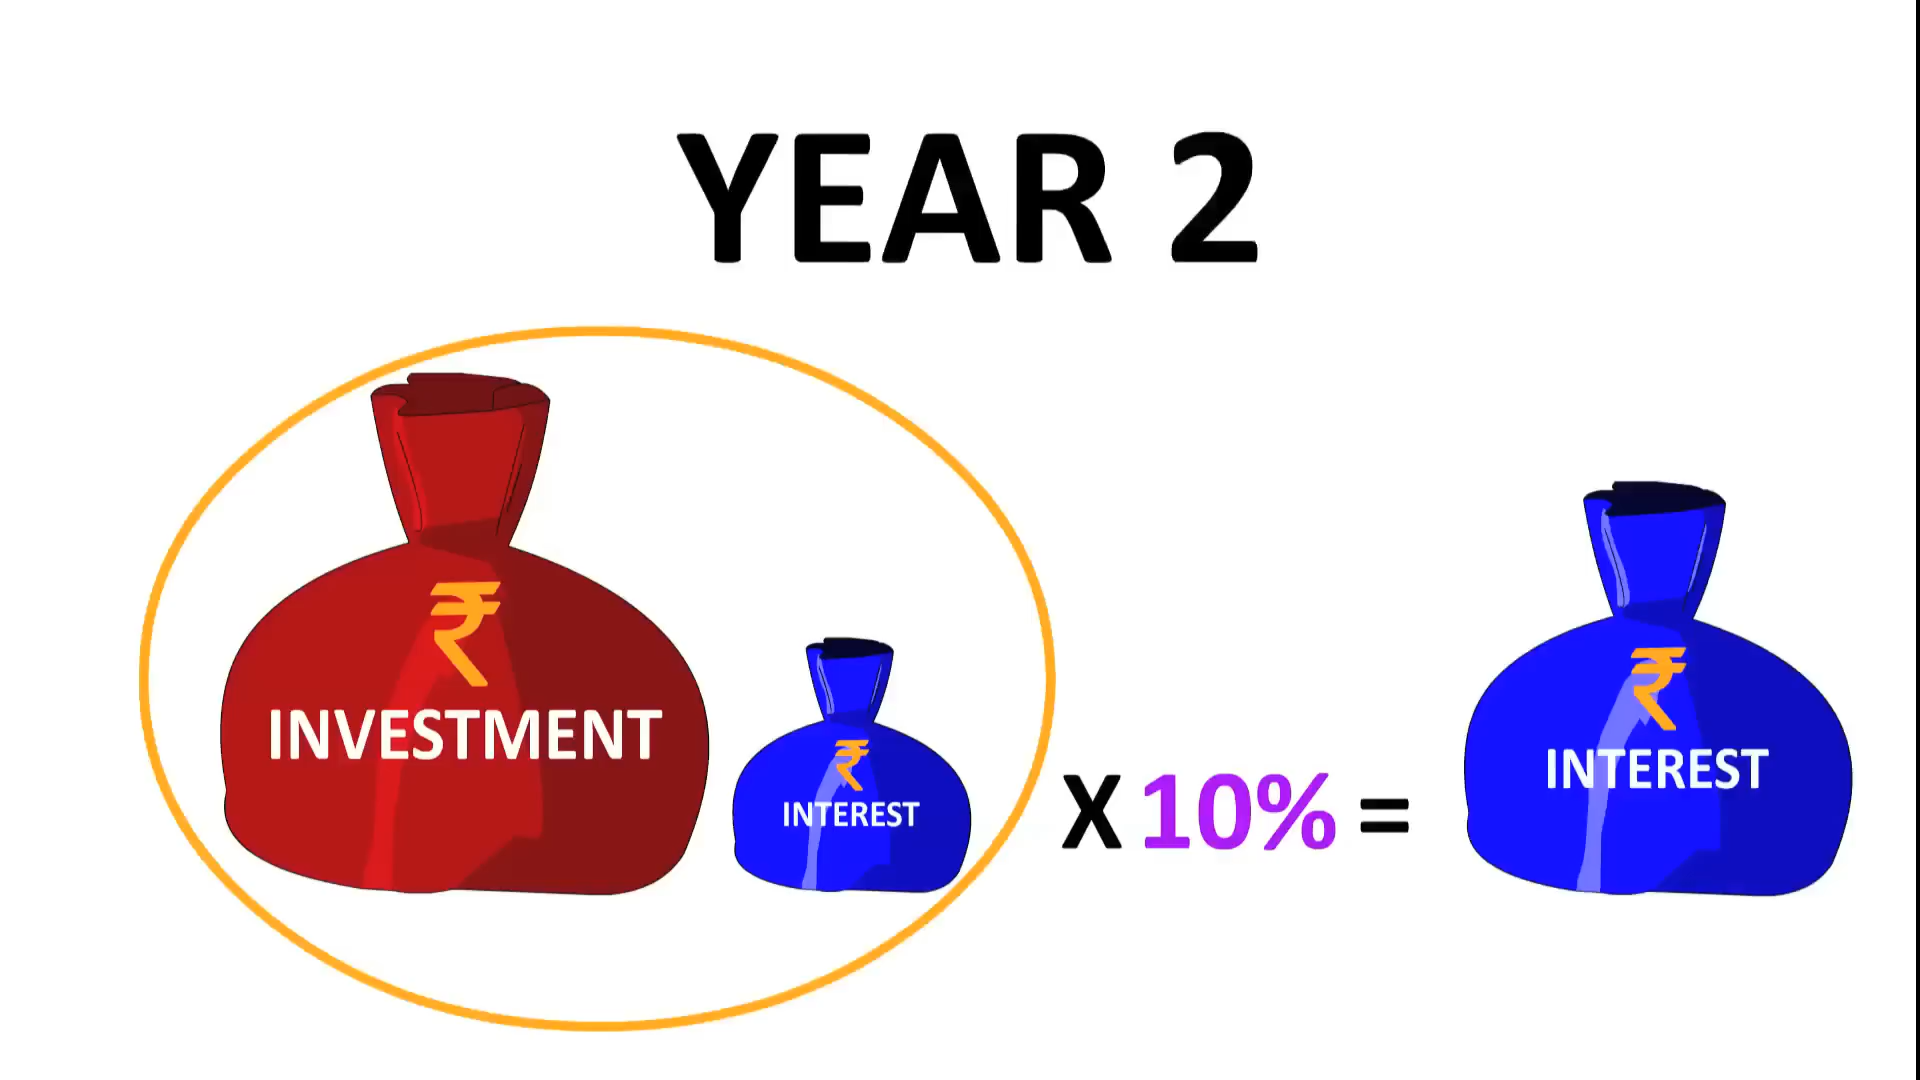 YEAR 2
₹
INVESTMENT
₹
INTEREST
X 10% =
₹
INTEREST